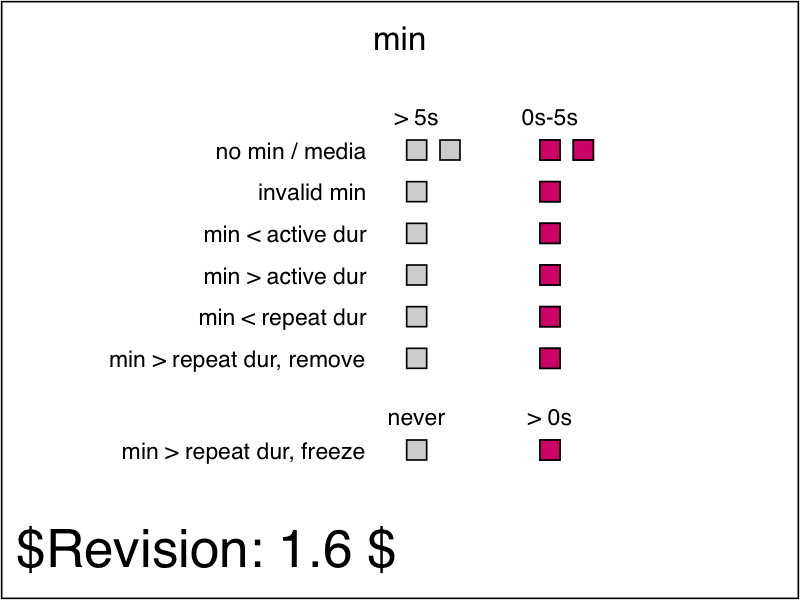 min
> 5s 0s-5s
no min / media
invalid min
min < active dur
min > active dur
min < repeat dur
min > repeat dur, remove
never > 0s
min > repeat dur, freeze
$Revision: 1.6 $